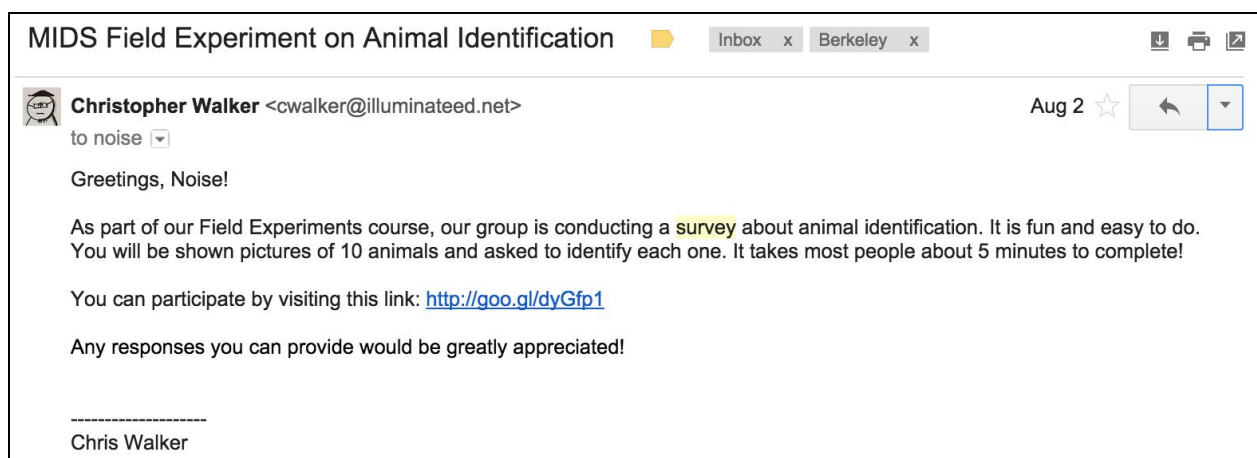 MIDS Field Experiment on Animal Identification Inbox x Berkeley x
Christopher Walker <cwalker@illuminateed.net> Aug 2
to noise
Greetings, Noise!
As part of our Field Experiments course, our group is conducting a survey about animal identification. It is fun and easy to do.
You will be shown pictures of 10 animals and asked to identify each one. It takes most people about 5 minutes to complete!
You can participate by visiting this link: http://goo.gl/dyGfp1
Any responses you can provide would be greatly appreciated!
--------------------
Chris Walker